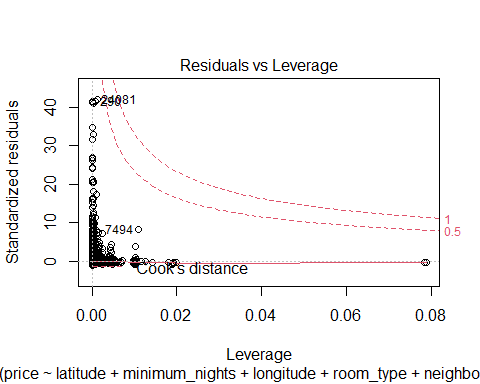 Residuals vs Leverage
Standardized residuals
40
30
20
10
0
24081
7494
1
0.5
Cook's distance
0.00
0.02
0.04
0.06
0.08
Leverage
(price ~ latitude + minimum_nights + longitude + room_type + neighbo